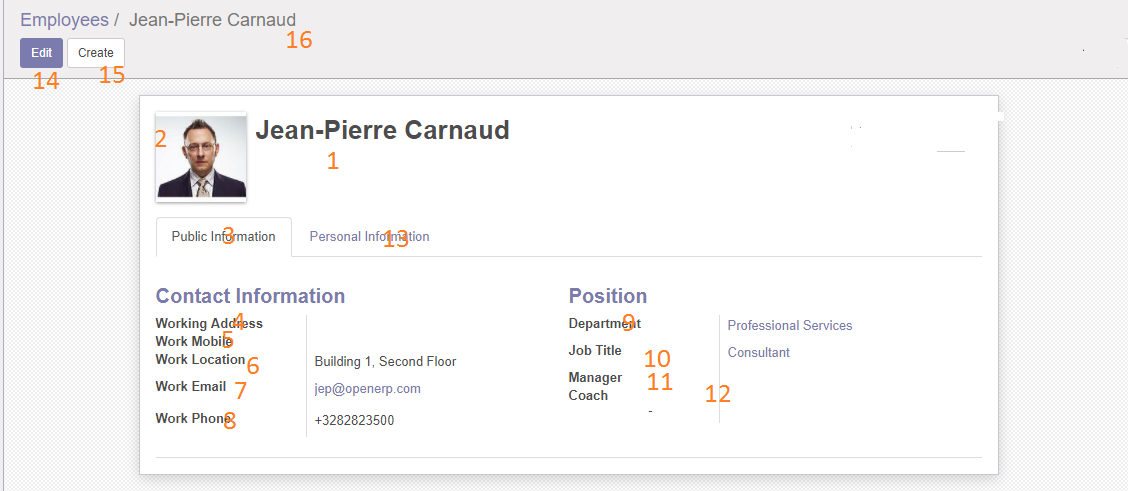 Employees / Jean-Pierre Carnaud
16
Edit Create
14 15
2 Jean-Pierre Carnaud
1
Public Information 3 Personal Information 13
Contact Information
Working Address 4
Work Mobile 5
Work Location 6 Building 1, Second Floor
Work Email 7 jep@openerp.com
Work Phone 8 +3282823500
Position
Department 9 Professional Services
Job Title 10 Consultant
Manager 11
Coach 12
-